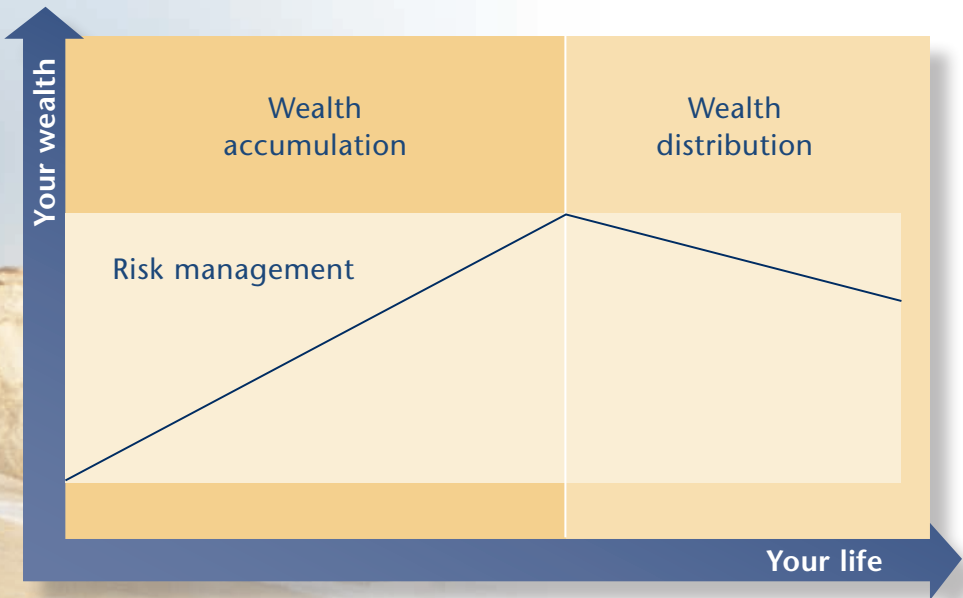 Your wealth
Wealth
accumulation
Wealth
distribution
Risk management
Your life